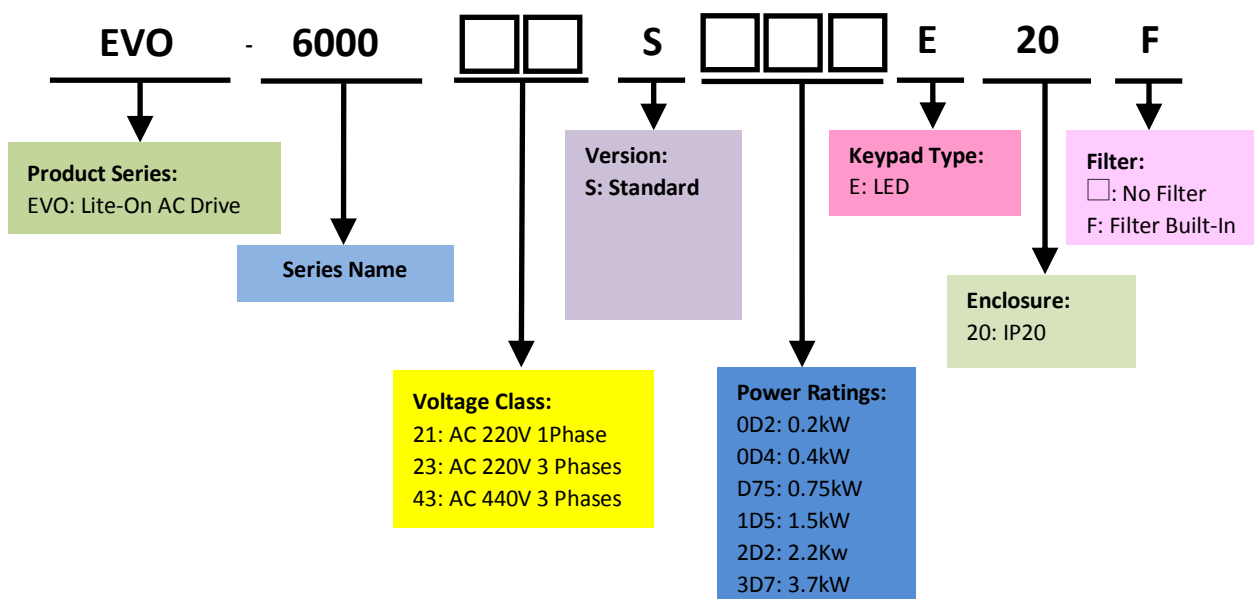 EVO - 6000 □□ S □□□ E 20 F
Product Series:
EVO: Lite-On AC Drive
Series Name
Voltage Class:
21: AC 220V 1Phase
23: AC 220V 3 Phases
43: AC 440V 3 Phases
Version:
S: Standard
Power Ratings:
0D2: 0.2kW
0D4: 0.4kW
D75: 0.75kW
1D5: 1.5kW
2D2: 2.2Kw
3D7: 3.7kW
Keypad Type:
E: LED
Enclosure:
20: IP20
Filter:
□: No Filter
F: Filter Built-In